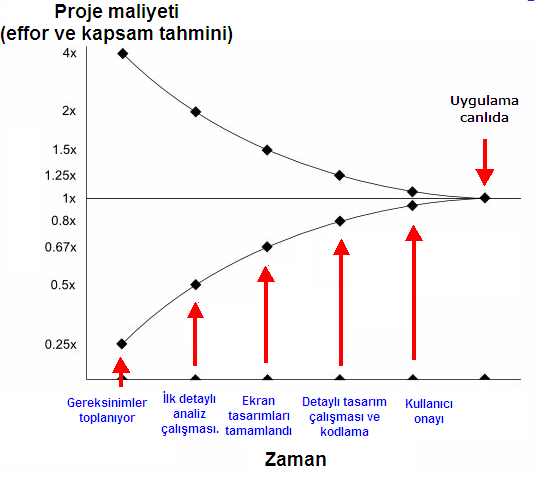 Proje maliyeti
(effor ve kapsam tahmini)
4x
2x
1.5x
1.25x
1x
0.8x
0.67x
0.5x
0.25x
Uygulama
canlıda
Gereksinimler
toplanıyor
İlk detaylı
analiz
çalışması.
Ekran
tasarımları
tamamlandı
Detaylı tasarım
çalışması ve
kodlama
Kullanıcı
onayı
Zaman